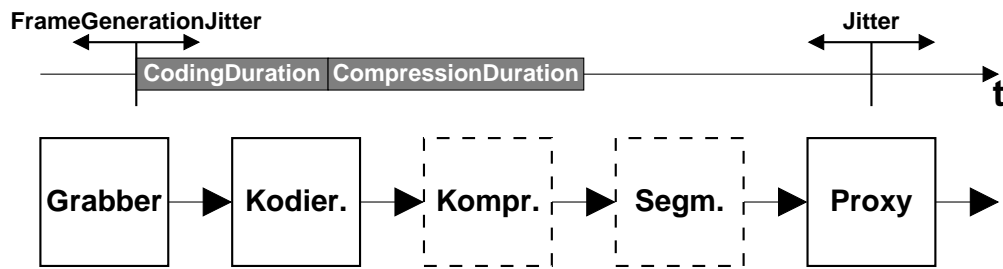 FrameGenerationJitter Jitter
CodingDuration CompressionDuration
t
Grabber Kodier. Kompr. Segm. Proxy